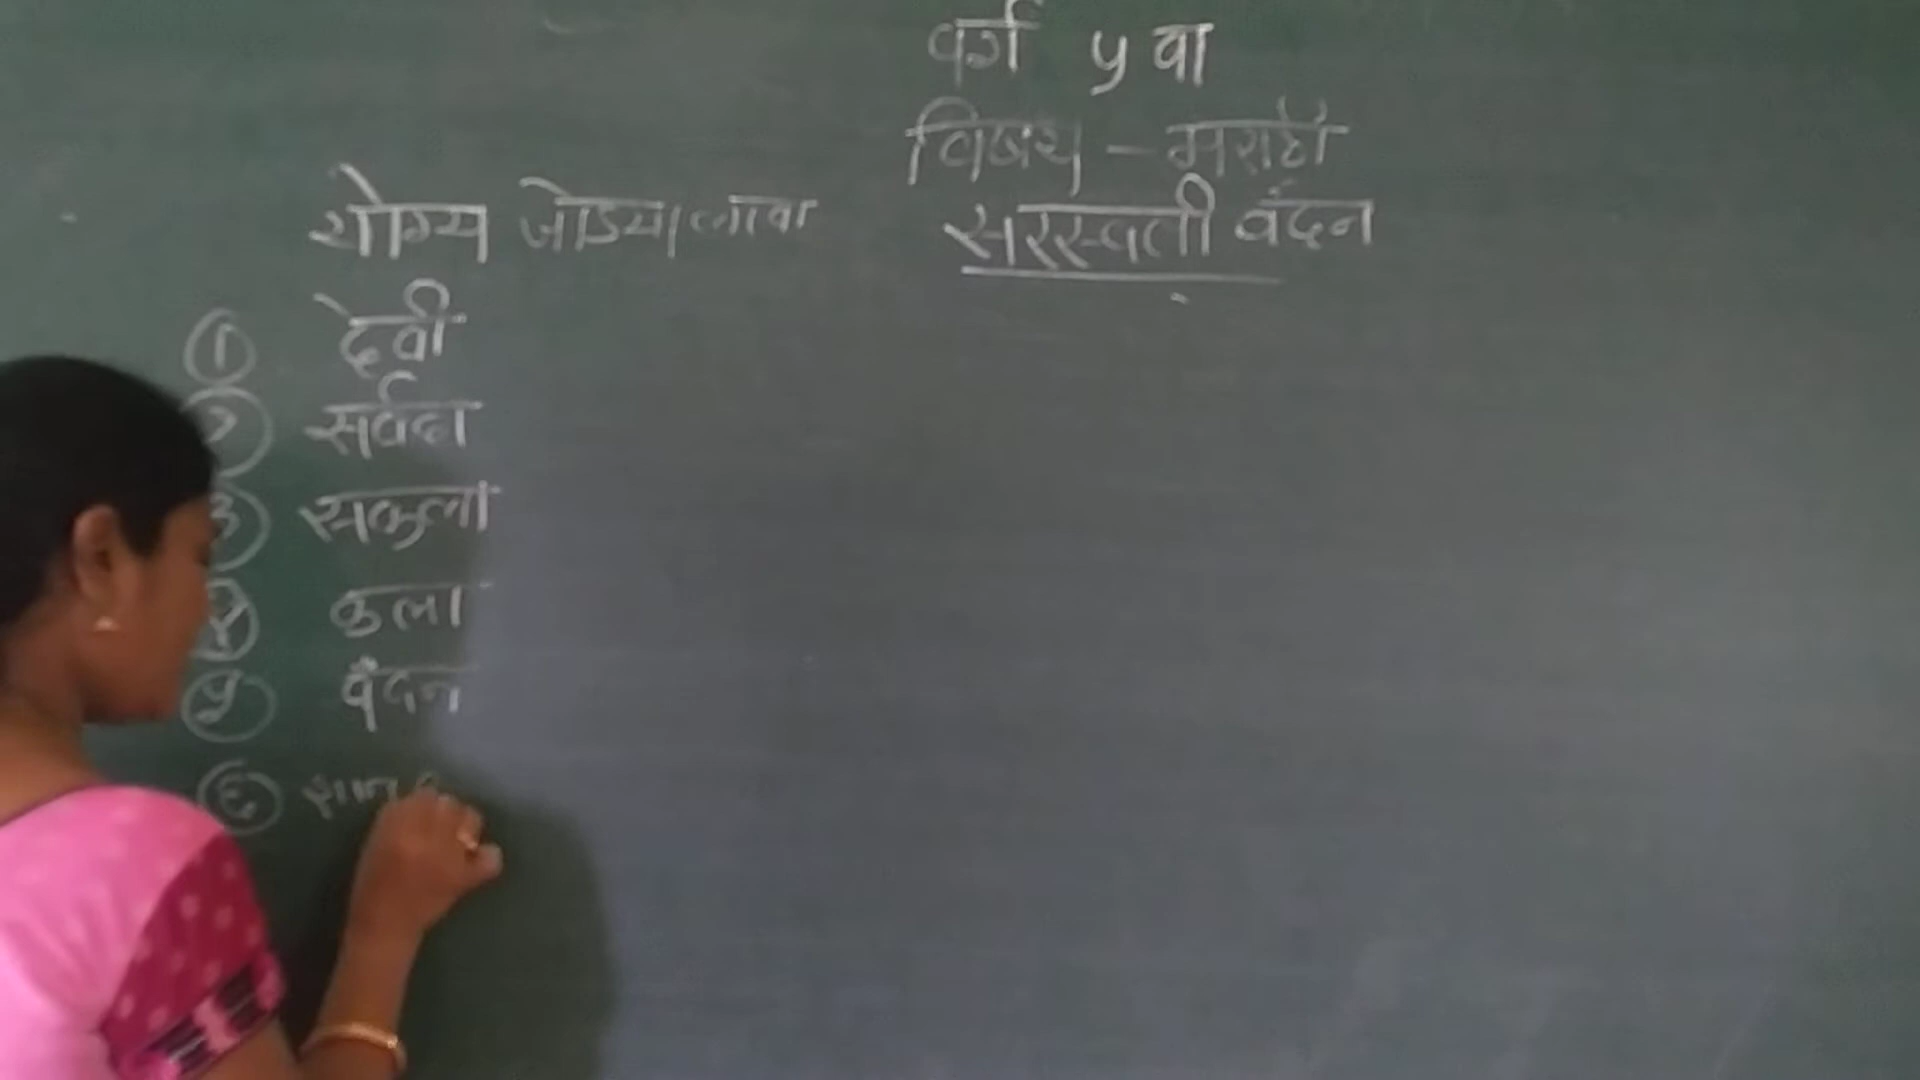 वर्ग ५ वा
विषय - मराठी
सरस्वती वंदन
योग्य जोड्या लावा
१ देवी
२ सर्वदा
३ सकला
४ कला
५ वंदन
६